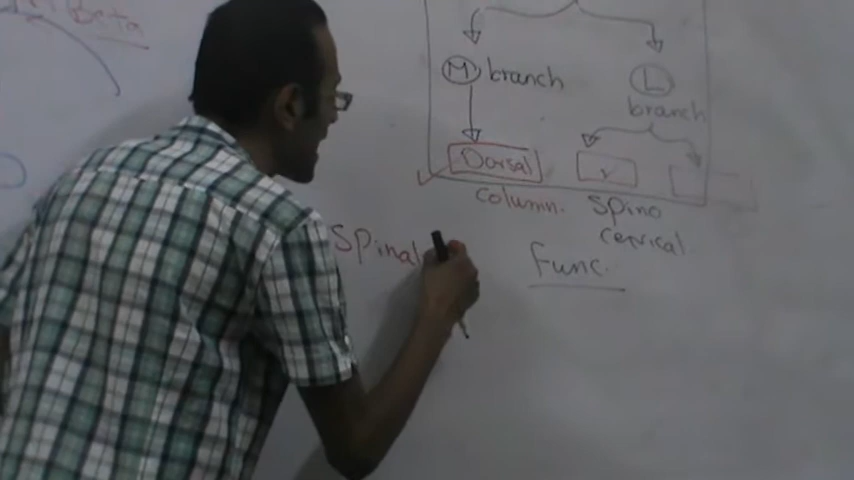 Beta
M branch
L
branch
Dorsal
column.
Spino
cervical
Spinal
Func.